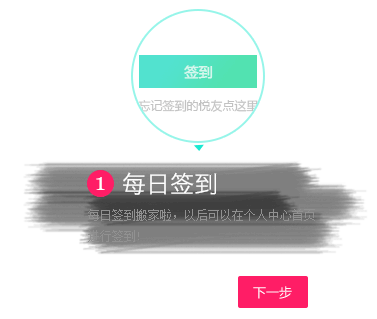 签到
忘记签到的悦友点这里
1 每日签到
每日签到搬家啦，以后可以在个人中心首页
进行签到!
下一步